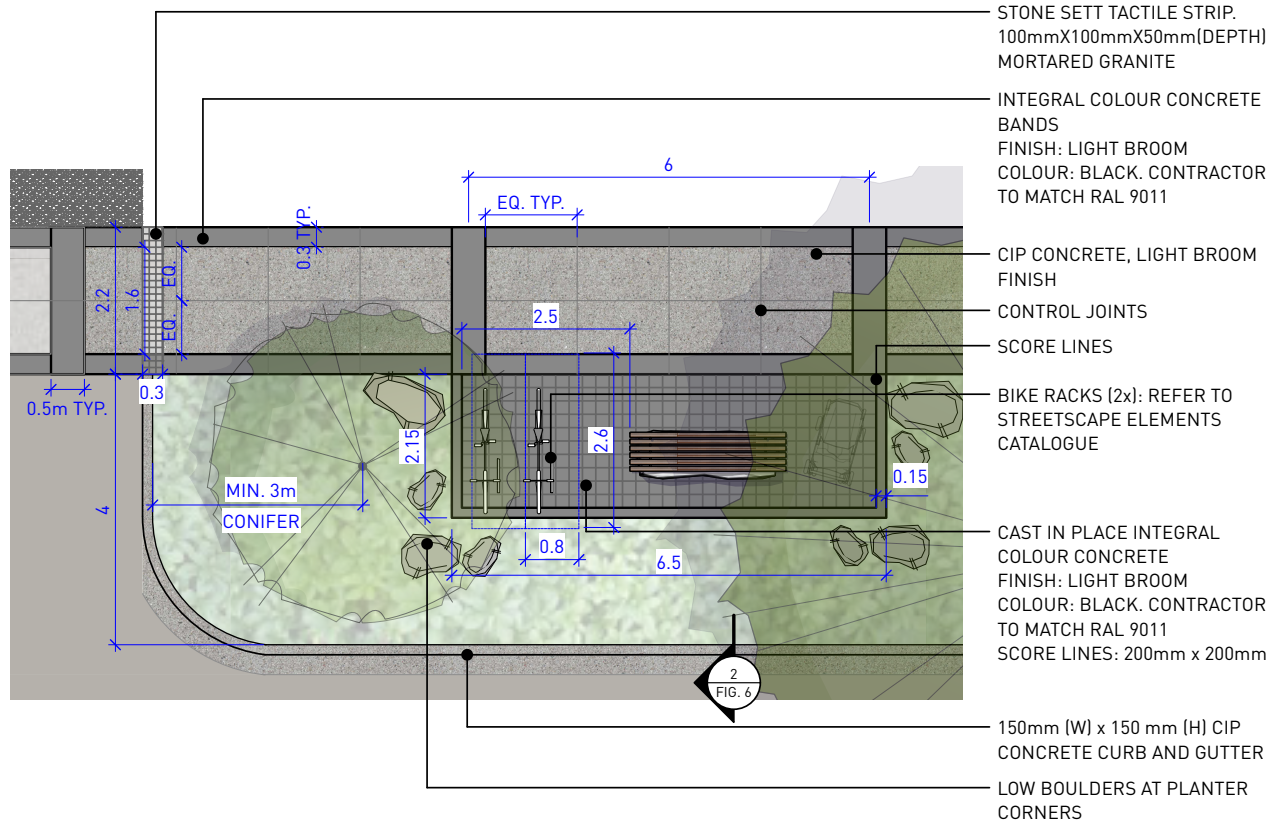 STONE SETT TACTILE STRIP.
100mmX100mmX50mm(DEPTH)
MORTARED GRANITE
INTEGRAL COLOUR CONCRETE
BANDS
FINISH: LIGHT BROOM
COLOUR: BLACK. CONTRACTOR
TO MATCH RAL 9011
6
EQ. TYP.
0.3 TYP.
CIP CONCRETE, LIGHT BROOM
FINISH
EQ.
2.2
1.6
EQ.
2.5
CONTROL JOINTS
SCORE LINES
0.3
0.5m TYP.
BIKE RACKS (2x): REFER TO
STREETSCAPE ELEMENTS
CATALOGUE
2.15
2.6
0.15
MIN. 3m
CONIFER
4
0.8
6.5
CAST IN PLACE INTEGRAL
COLOUR CONCRETE
FINISH: LIGHT BROOM
COLOUR: BLACK. CONTRACTOR
TO MATCH RAL 9011
SCORE LINES: 200mm x 200mm
2
FIG. 6
150mm (W) x 150 mm (H) CIP
CONCRETE CURB AND GUTTER
LOW BOULDERS AT PLANTER
CORNERS